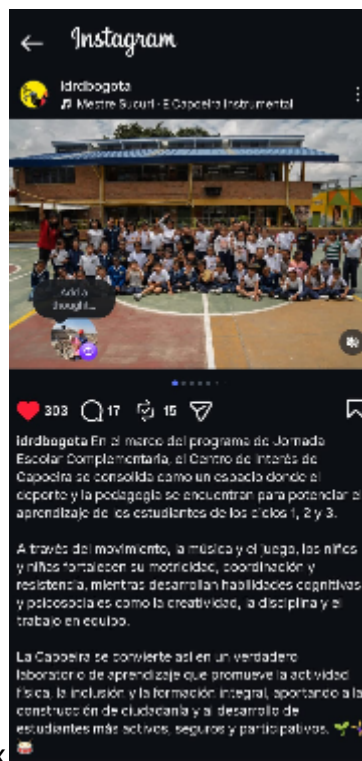 Instagram
idrdbogota
Mestre Sucuri · É Capoeira Instrumental
Add a
thought...
303 17 15
idrdbogota En el marco del programa de Jornada
Escolar Complementaria, el Centro de Interés de
Capoeira se consolida como un espacio donde el
deporte y la pedagogía se encuentran para potenciar el
aprendizaje de los estudiantes de los ciclos 1, 2 y 3.
A través del movimiento, la música y el juego, los niños
y niñas fortalecen su motricidad, coordinación y
resistencia, mientras desarrollan habilidades cognitivas
y psicosociales como la creatividad, la disciplina y el
trabajo en equipo.
La Capoeira se convierte así en un verdadero
laboratorio de aprendizaje que promueve la actividad
física, la inclusión y la formación integral, aportando a la
construcción de ciudadanía y al desarrollo de
estudiantes más activos, seguros y participativos.